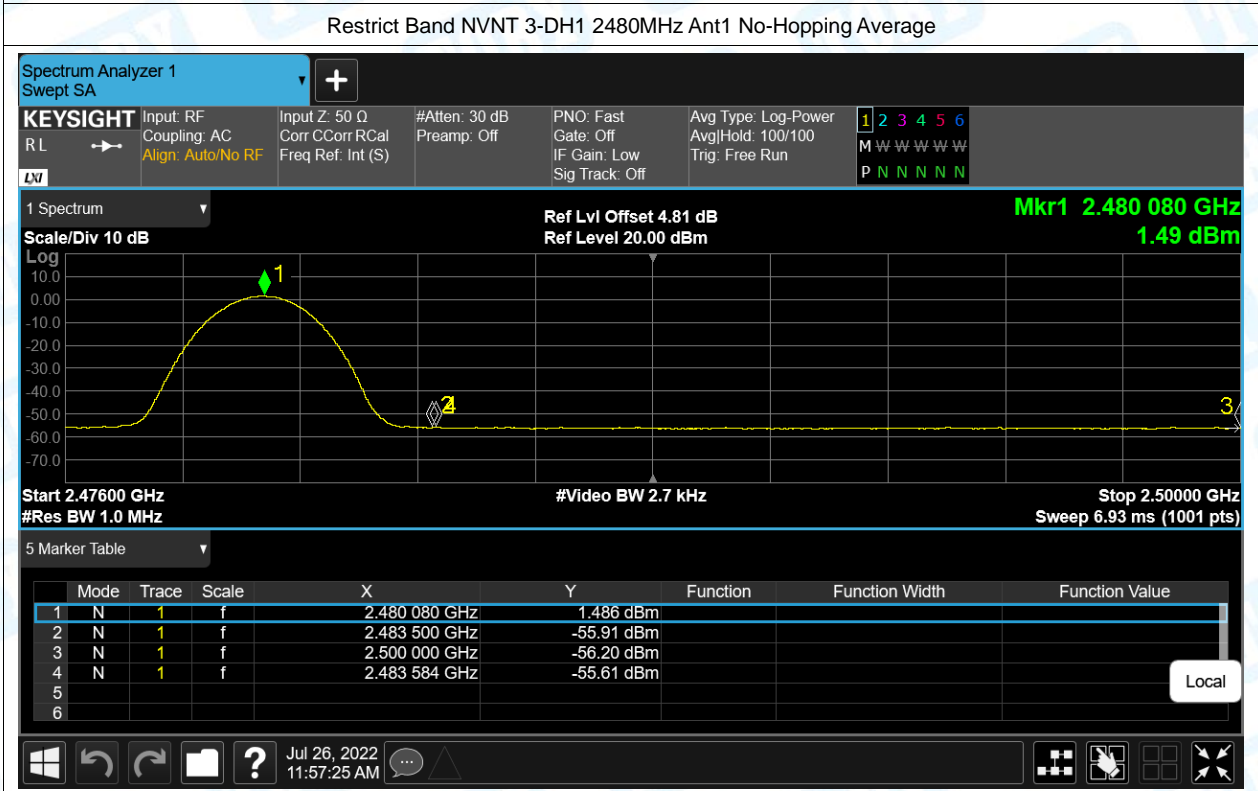 Restrict Band NVNT 3-DH1 2480MHz Ant1 No-Hopping Average
Spectrum Analyzer 1
Swept SA
KEYSIGHT
RL
LXI
Input: RF
Coupling: AC
Align: Auto/No RF
Input Z: 50 Ω
Corr CCorr RCal
Freq Ref: Int (S)
#Atten: 30 dB
Preamp: Off
PNO: Fast
Gate: Off
IF Gain: Low
Sig Track: Off
Avg Type: Log-Power
Avg|Hold: 100/100
Trig: Free Run
1 2 3 4 5 6
M W W W W W
P N N N N N
1 Spectrum
Scale/Div 10 dB
Ref Lvl Offset 4.81 dB
Ref Level 20.00 dBm
Mkr1 2.480 080 GHz
1.49 dBm
Log
10.0
0.00
-10.0
-20.0
-30.0
-40.0
-50.0
-60.0
-70.0
1
2
4
3
Start 2.47600 GHz
#Res BW 1.0 MHz
#Video BW 2.7 kHz
Stop 2.50000 GHz
Sweep 6.93 ms (1001 pts)
5 Marker Table
Mode Trace Scale X Y Function Function Width Function Value
1 N 1 f 2.480 080 GHz 1.486 dBm
2 N 1 f 2.483 500 GHz -55.91 dBm
3 N 1 f 2.500 000 GHz -56.20 dBm
4 N 1 f 2.483 584 GHz -55.61 dBm
5
6
Local
?
Jul 26, 2022
11:57:25 AM